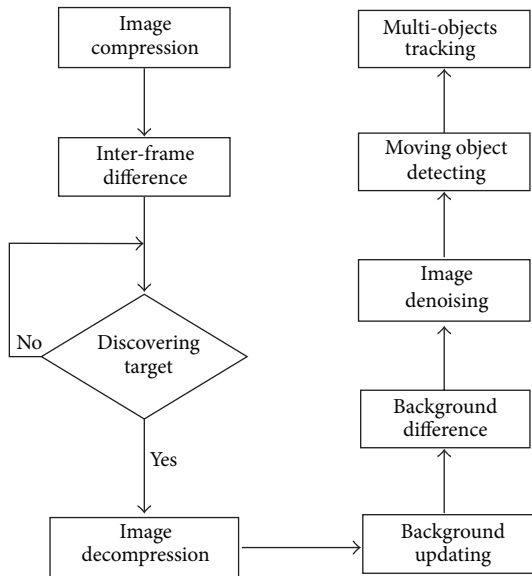 Image
compression
Inter-frame
difference
Discovering
target
No
Yes
Image
decompression
Background
updating
Background
difference
Image
denoising
Moving object
detecting
Multi-objects
tracking